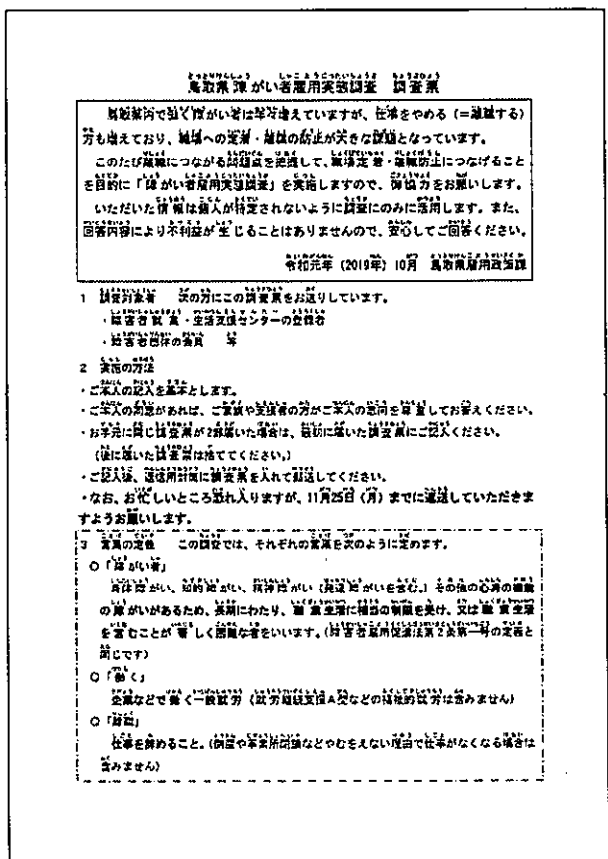 鳥取県障がい者雇用実態調査　調査票
鳥取県内で働く障がい者は毎年増えていますが、仕事をやめる（＝離職する）
方も増えており、職場への定着・離職の防止が大きな課題となっています。
このたび離職につながる問題点を把握して、職場定着・離職防止につなげること
を目的に「障がい者雇用実態調査」を実施しますので、御協力をお願いします。
いただいた情報は個人が特定されないように調査にのみに活用します。また、
回答内容により不利益が生じることはありませんので、安心してご回答ください。
令和元年（2019年）10月　鳥取県雇用政策課
1　調査対象者　次の方にこの調査票をお送りしています。
・障害者就業・生活支援センターの登録者
・障害者団体の会員　等
2　実施の方法
・ご本人の記入を基本とします。
・ご本人の同意があれば、ご家族や支援者の方がご本人の意向を尊重してお答えください。
・お手元に同じ調査票が2部届いた場合は、最初に届いた調査票にご記入ください。
（後に届いた調査票は捨ててください。）
・ご記入後、返信用封筒に調査票を入れて郵送してください。
・なお、お忙しいところ恐れ入りますが、11月25日（月）までに返送していただきま
すようお願いします。
3　言葉の定義　この調査では、それぞれの言葉を次のように定めます。
○「障がい者」
身体障がい、知的障がい、精神障がい（発達障がいを含む。）その他の心身の機能
の障がいがあるため、長期にわたり、職業生活に相当の制限を受け、又は職業生活
を営むことが著しく困難な者をいいます。（障害者雇用促進法第2条第一号の定義と
同じです）
○「働く」
企業などで働く一般就労（就労継続支援A型などの福祉的就労は含みません）
○「離職」
仕事を辞めること。（倒産や事業所閉鎖などやむをえない理由で仕事がなくなる場合は
含みません）